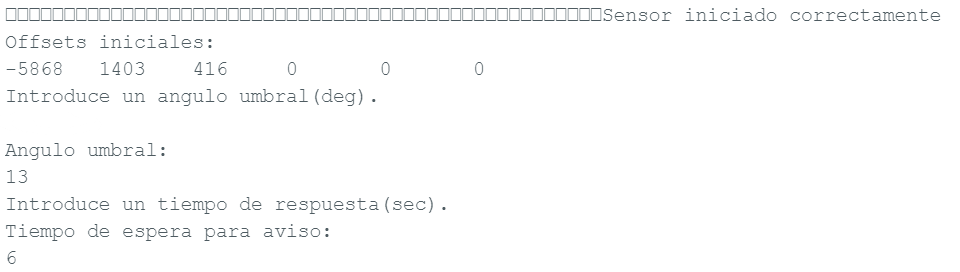 Sensor iniciado correctamente
Offsets iniciales:
-5868   1403    416     0       0       0
Introduce un angulo umbral(deg).
Angulo umbral:
13
Introduce un tiempo de respuesta(sec).
Tiempo de espera para aviso:
6